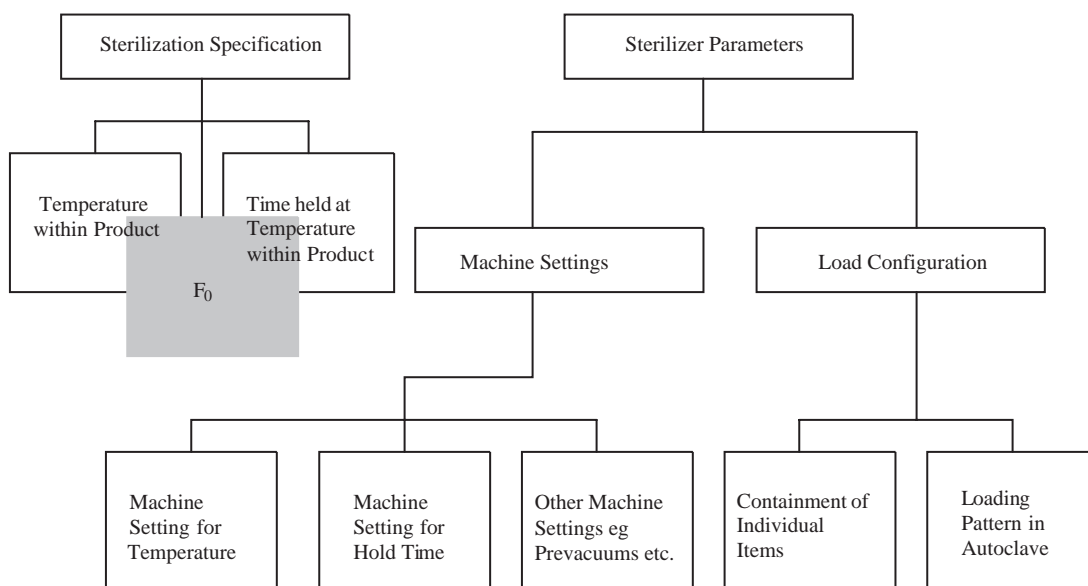 Sterilization Specification
Sterilizer Parameters
Temperature
within Product
Time held at
Temperature
within Product
F₀
Machine Settings
Load Configuration
Machine
Setting for
Temperature
Machine
Setting for
Hold Time
Other Machine
Settings eg
Prevacuums etc.
Containment of
Individual
Items
Loading
Pattern in
Autoclave